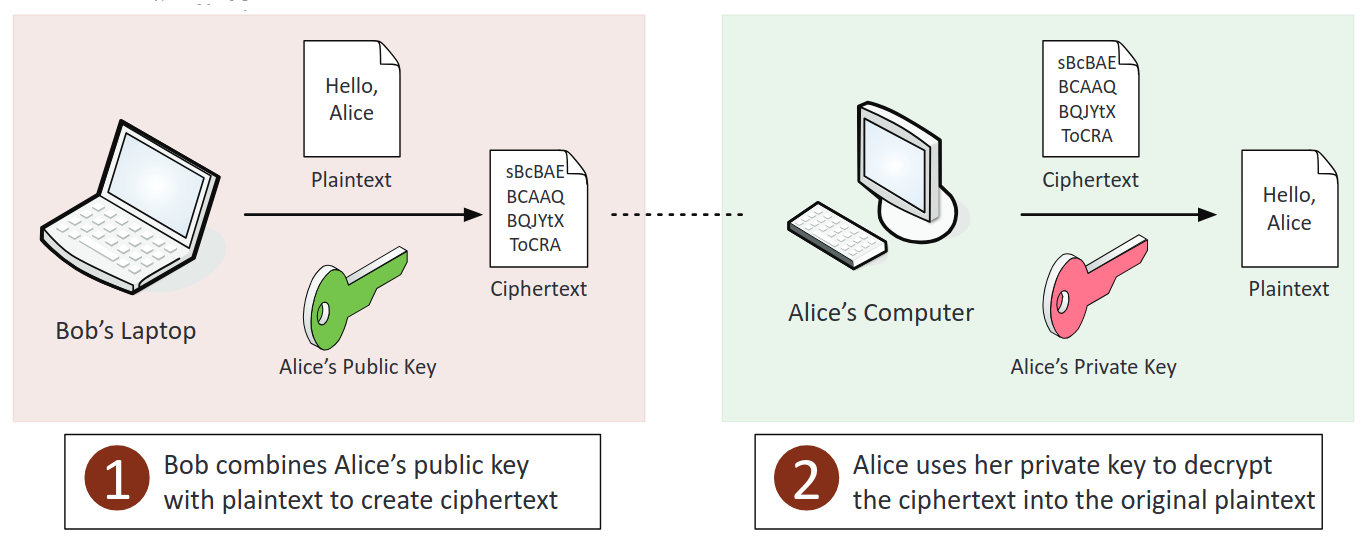 Hello,
Alice
Plaintext
sBcBAE
BCAAQ
BQJYtX
ToCRA
Ciphertext
Bob's Laptop
Alice's Public Key
1
Bob combines Alice's public key
with plaintext to create ciphertext
sBcBAE
BCAAQ
BQJYtX
ToCRA
Ciphertext
Hello,
Alice
Plaintext
Alice's Computer
Alice's Private Key
2
Alice uses her private key to decrypt
the ciphertext into the original plaintext